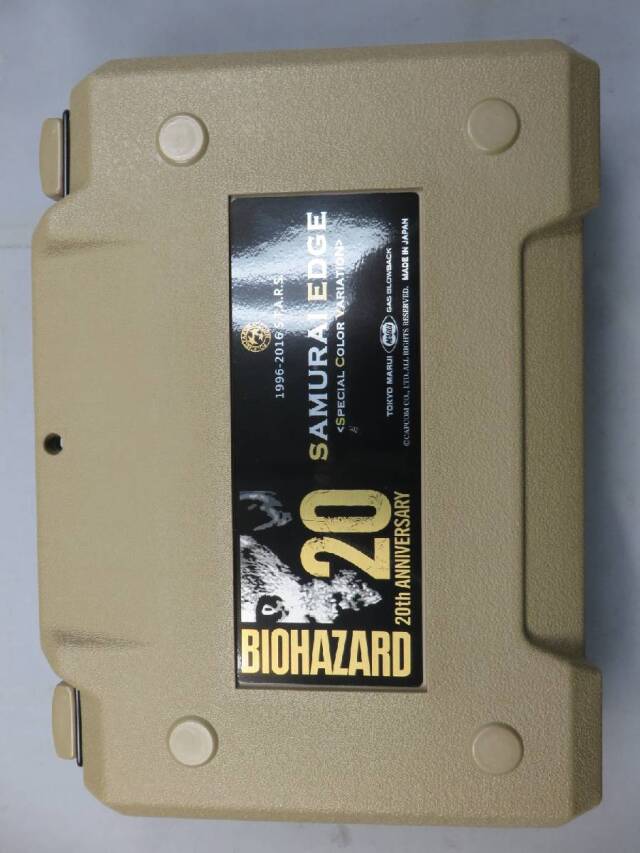 BIOHAZARD
20
20th ANNIVERSARY
1996-2016 S.T.A.R.S.
SAMURAI EDGE
<SPECIAL COLOR VARIATION>
TOKYO MARUI GAS BLOWBACK
©CAPCOM CO., LTD. ALL RIGHTS RESERVED. MADE IN JAPAN